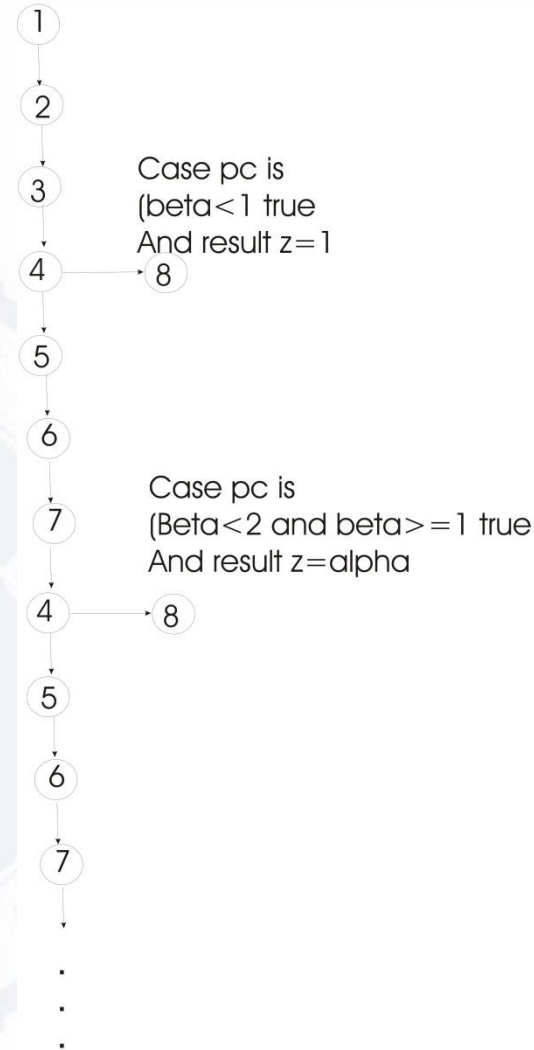 1
2
3
Case pc is
(beta<1 true
And result z=1
4
8
5
6
7
Case pc is
(Beta<2 and beta>=1 true
And result z=alpha
4
8
5
6
7
.
.
.